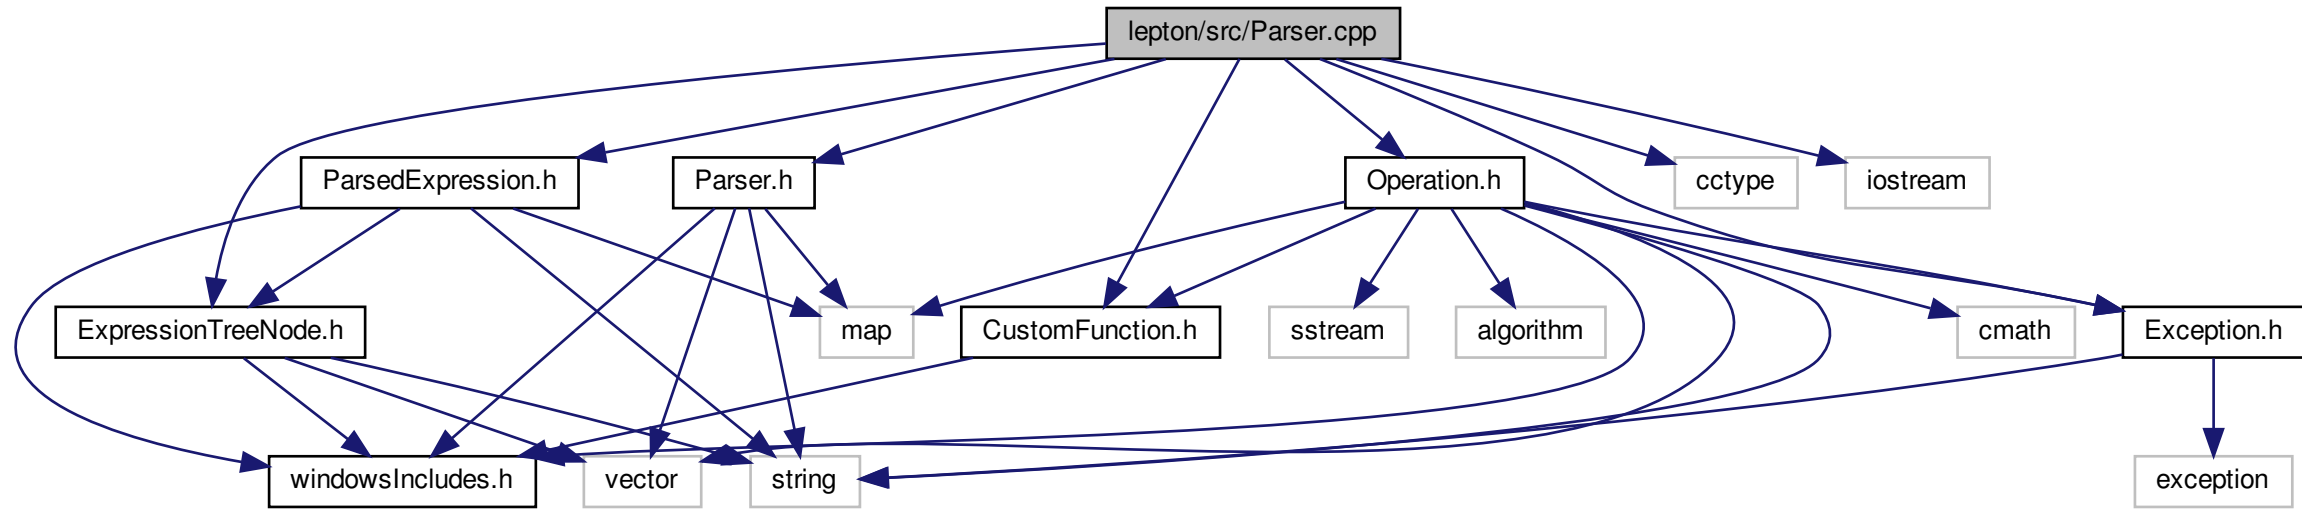 lepton/src/Parser.cpp
ParsedExpression.h
Parser.h
Operation.h
cctype
iostream
ExpressionTreeNode.h
map
CustomFunction.h
sstream
algorithm
cmath
Exception.h
windowsIncludes.h
vector
string
exception